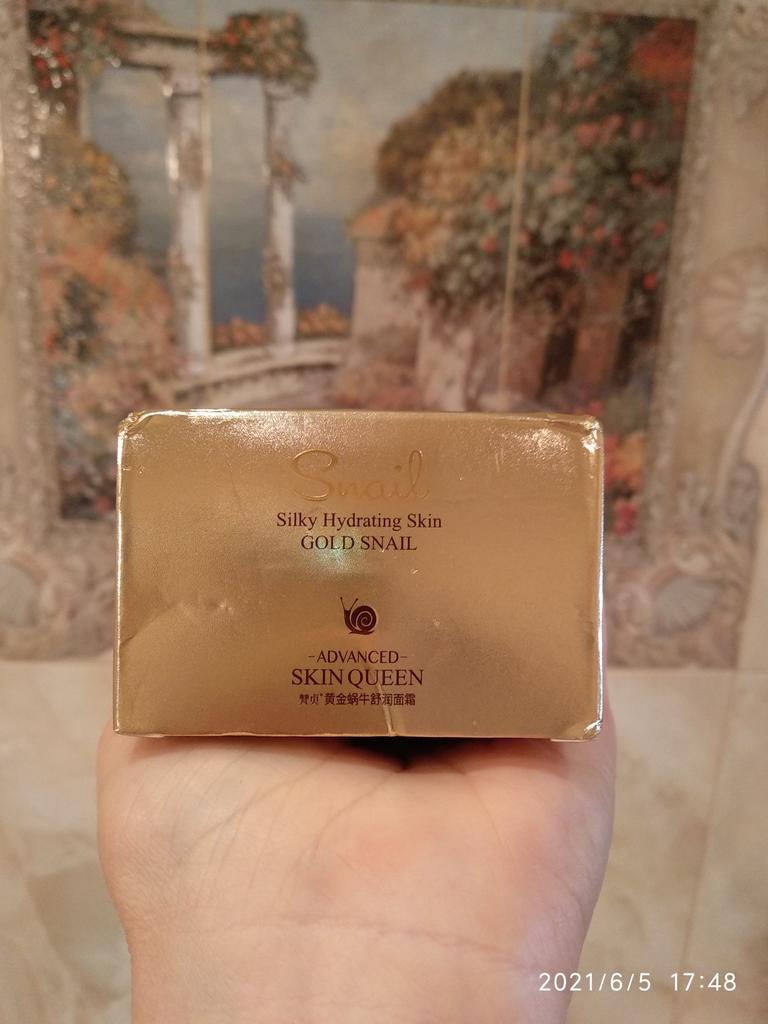 Snail
Silky Hydrating Skin
GOLD SNAIL
-ADVANCED-
SKIN QUEEN
梵贞®黄金蜗牛舒润面霜
2021/6/5 17:48